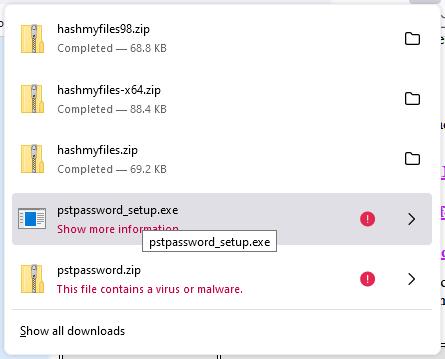 hashmyfiles98.zip
Completed — 68.8 KB
hashmyfiles-x64.zip
Completed — 88.4 KB
hashmyfiles.zip
Completed — 69.2 KB
pstpassword_setup.exe
Show more information
pstpassword_setup.exe
pstpassword.zip
This file contains a virus or malware.
Show all downloads